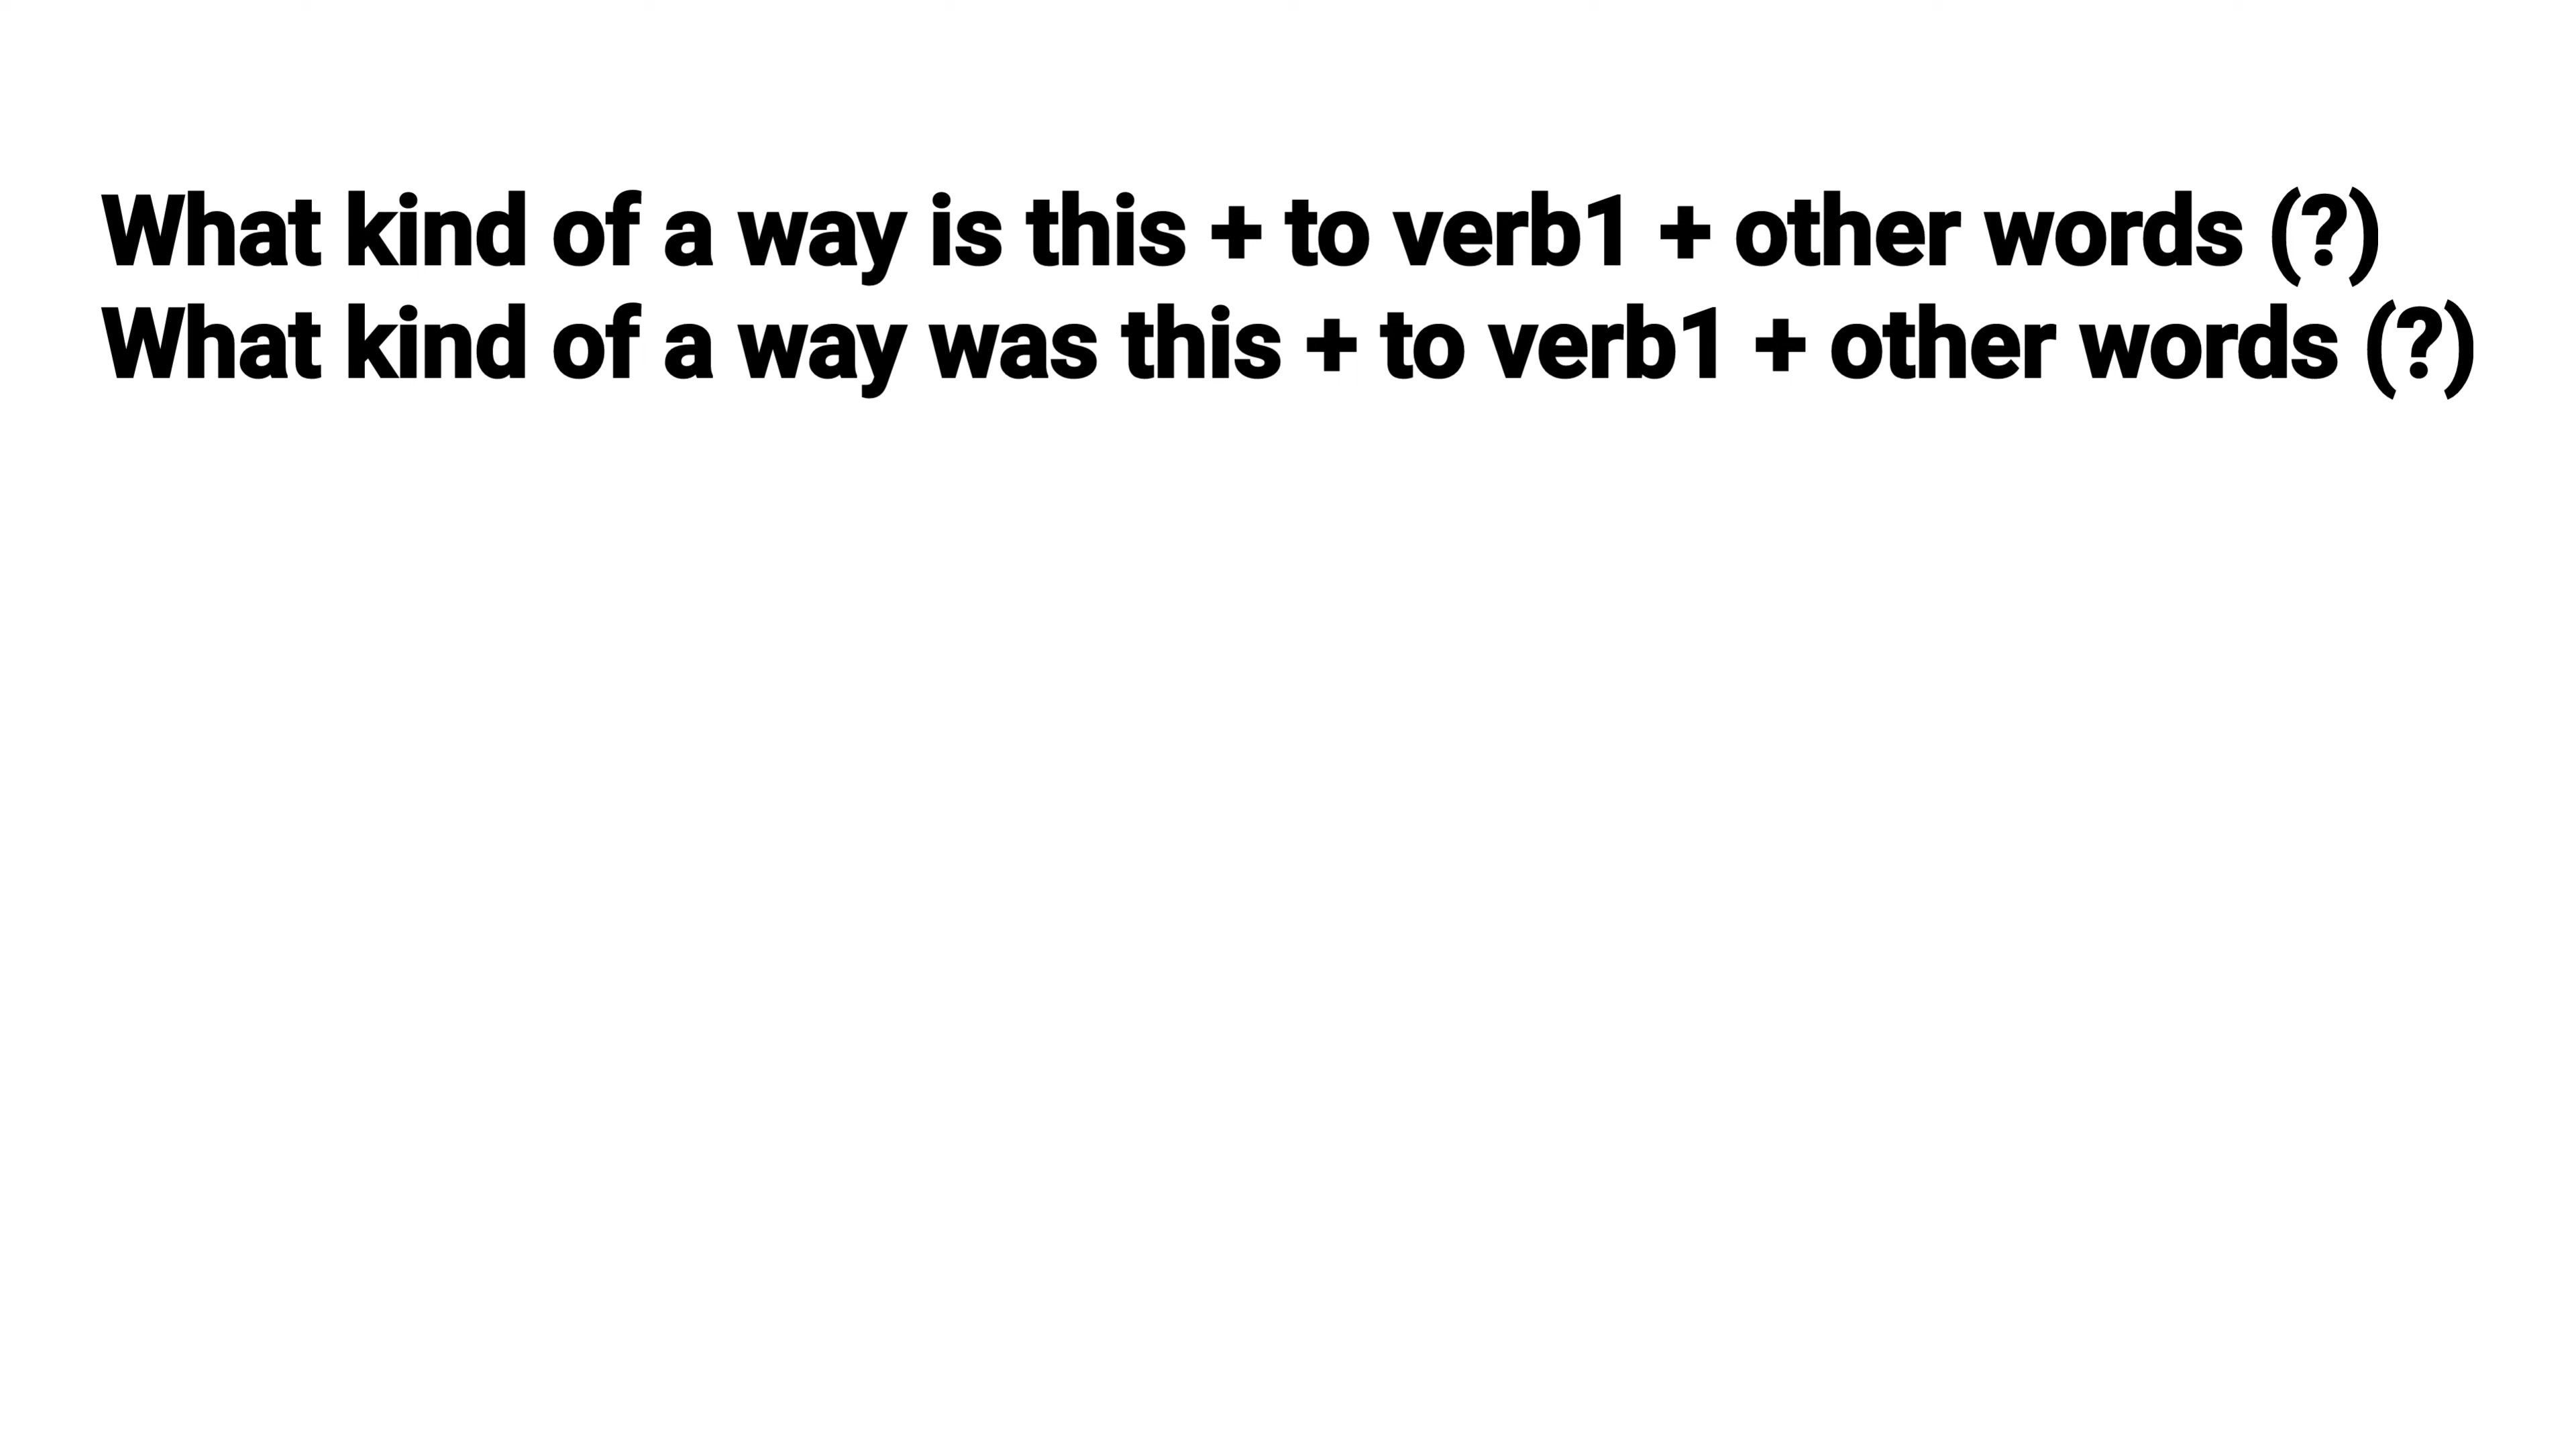 What kind of a way is this + to verb1 + other words (?)
What kind of a way was this + to verb1 + other words (?)